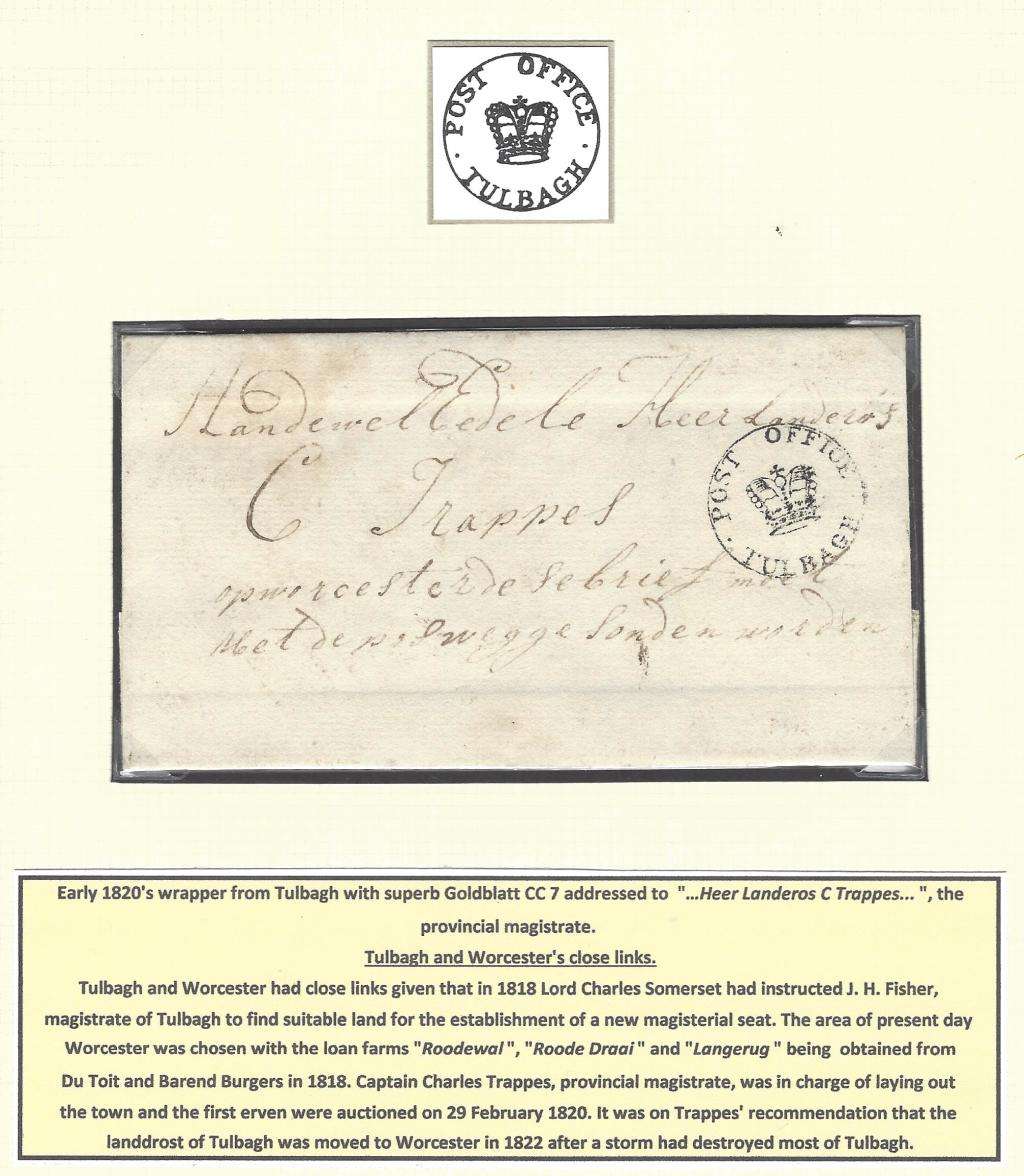 POST OFFICE
TULBAGH
Handewel Edele Heer Landeros
C Trappes
opworcester de se brief moet
Met de post wegge sonden worden
POST OFFICE
TULBAGH
Early 1820's wrapper from Tulbagh with superb Goldblatt CC 7 addressed to "...Heer Landeros C Trappes... ", the
provincial magistrate.
Tulbagh and Worcester's close links.
Tulbagh and Worcester had close links given that in 1818 Lord Charles Somerset had instructed J. H. Fisher,
magistrate of Tulbagh to find suitable land for the establishment of a new magisterial seat. The area of present day
Worcester was chosen with the loan farms "Roodewal", "Roode Draai" and "Langerug" being obtained from
Du Toit and Barend Burgers in 1818. Captain Charles Trappes, provincial magistrate, was in charge of laying out
the town and the first erven were auctioned on 29 February 1820. It was on Trappes' recommendation that the
landdrost of Tulbagh was moved to Worcester in 1822 after a storm had destroyed most of Tulbagh.